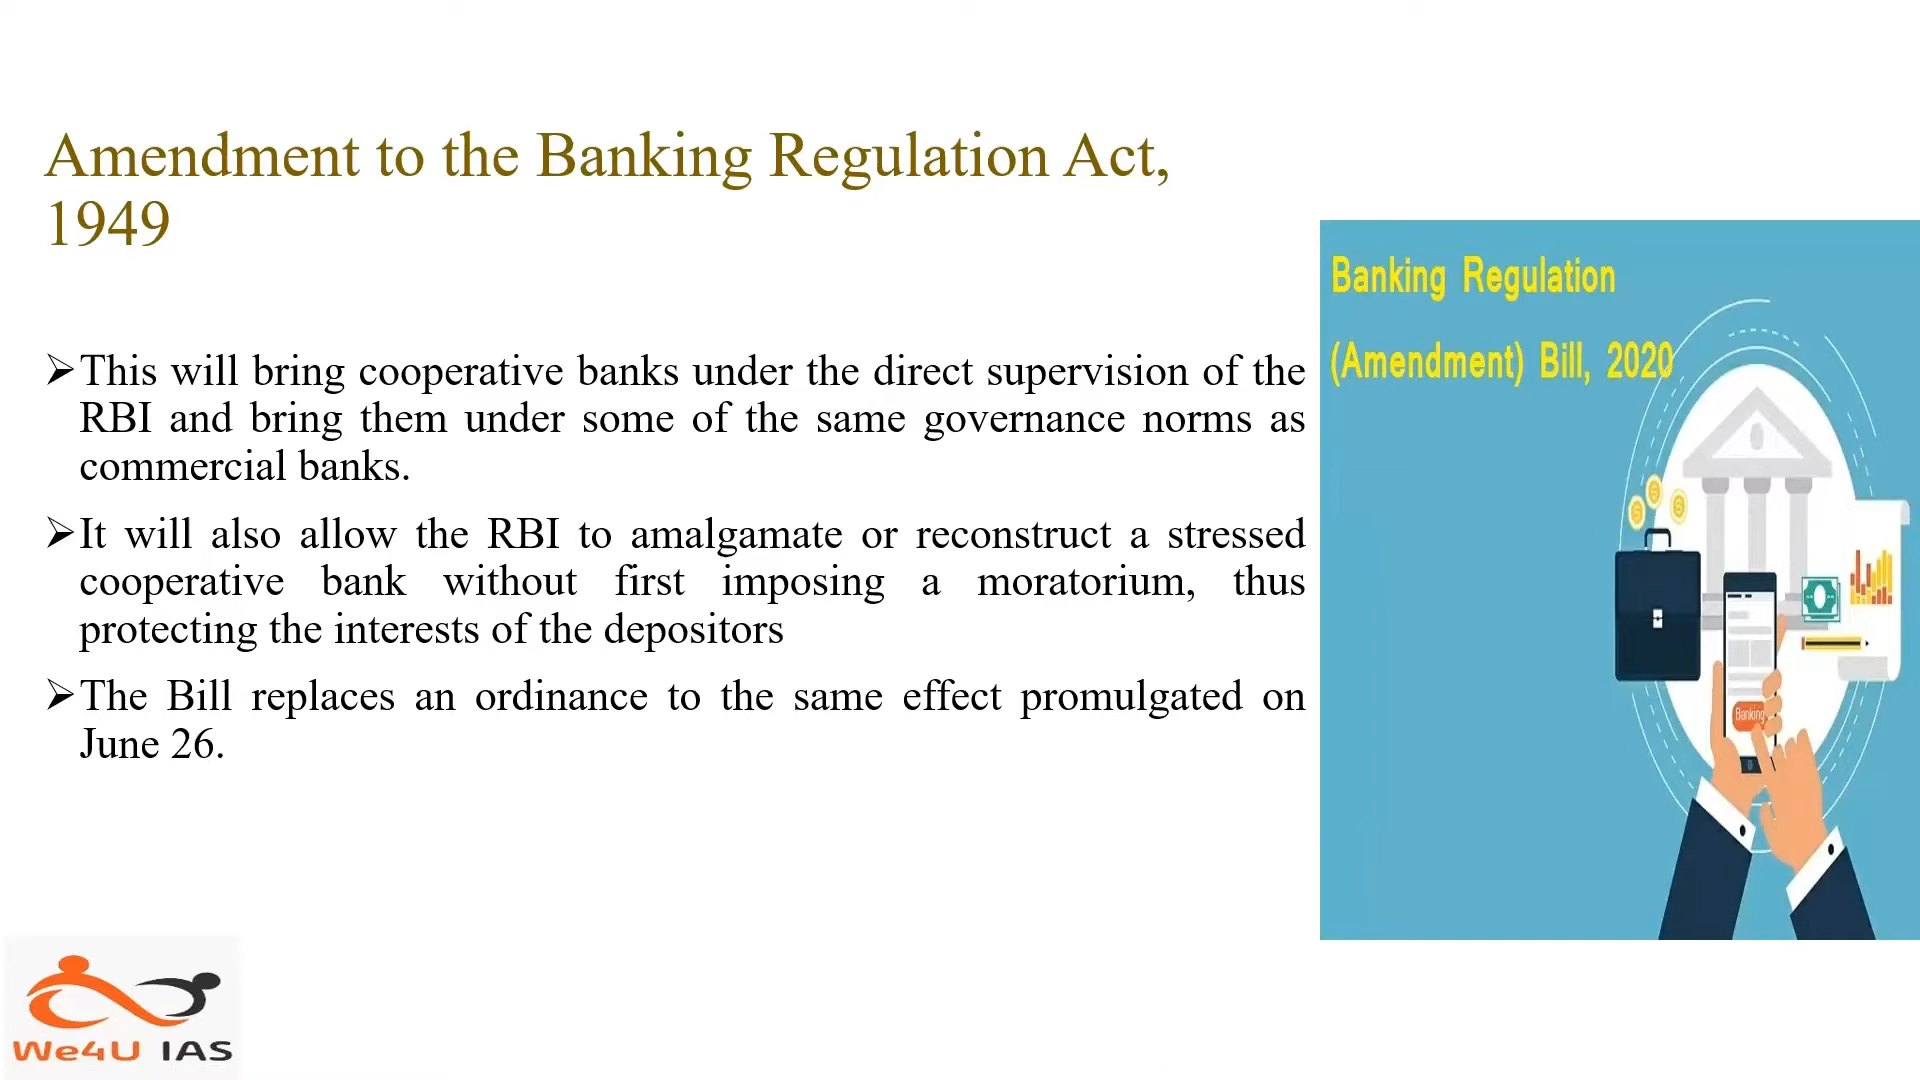 Amendment to the Banking Regulation Act,
1949
➢This will bring cooperative banks under the direct supervision of the
RBI and bring them under some of the same governance norms as
commercial banks.
➢It will also allow the RBI to amalgamate or reconstruct a stressed
cooperative bank without first imposing a moratorium, thus
protecting the interests of the depositors
➢The Bill replaces an ordinance to the same effect promulgated on
June 26.
Banking Regulation
(Amendment) Bill, 2020
Banking
We4U IAS